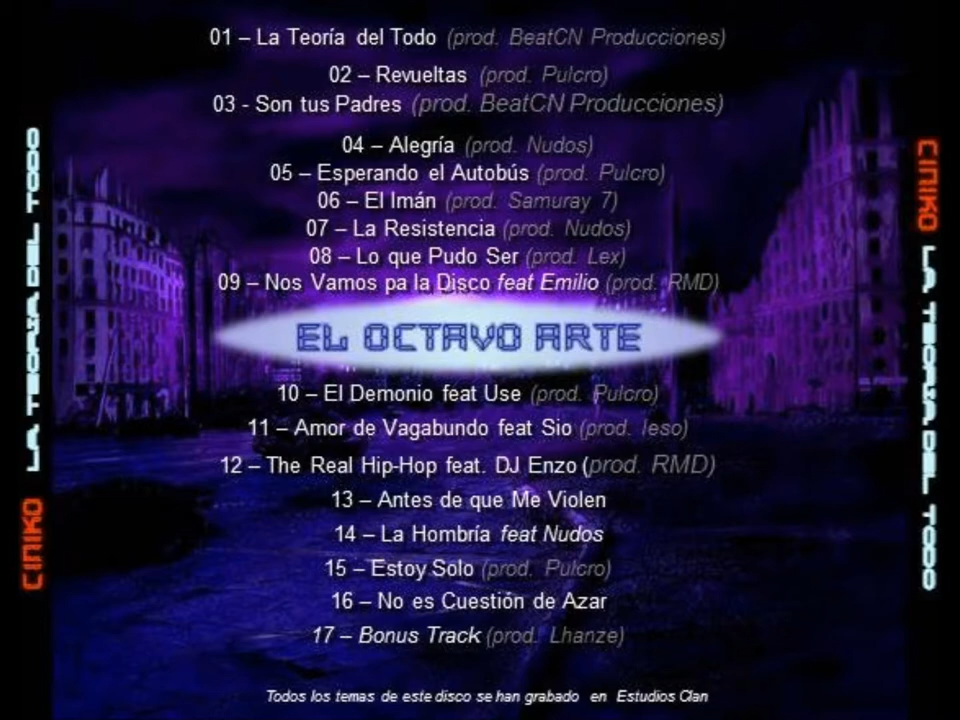 01 – La Teoría del Todo (prod. BeatCN Producciones)
02 – Revueltas (prod. Pulcro)
03 - Son tus Padres (prod. BeatCN Producciones)
04 – Alegría (prod. Nudos)
05 – Esperando el Autobús (prod. Pulcro)
06 – El Imán (prod. Samuray 7)
07 – La Resistencia (prod. Nudos)
08 – Lo que Pudo Ser (prod. Lex)
09 – Nos Vamos pa la Disco feat Emilio (prod. RMD)
EL OCTAVO ARTE
10 – El Demonio feat Use (prod. Pulcro)
11 – Amor de Vagabundo feat Sio (prod. Ieso)
12 – The Real Hip-Hop feat. DJ Enzo (prod. RMD)
13 – Antes de que Me Violen
14 – La Hombría feat Nudos
15 – Estoy Solo (prod. Pulcro)
16 – No es Cuestión de Azar
17 – Bonus Track (prod. Lhanze)
Todos los temas de este disco se han grabado en Estudios Clan
CINIKO LA TEORIA DEL TODO
CINIKO LA TEORIA DEL TODO